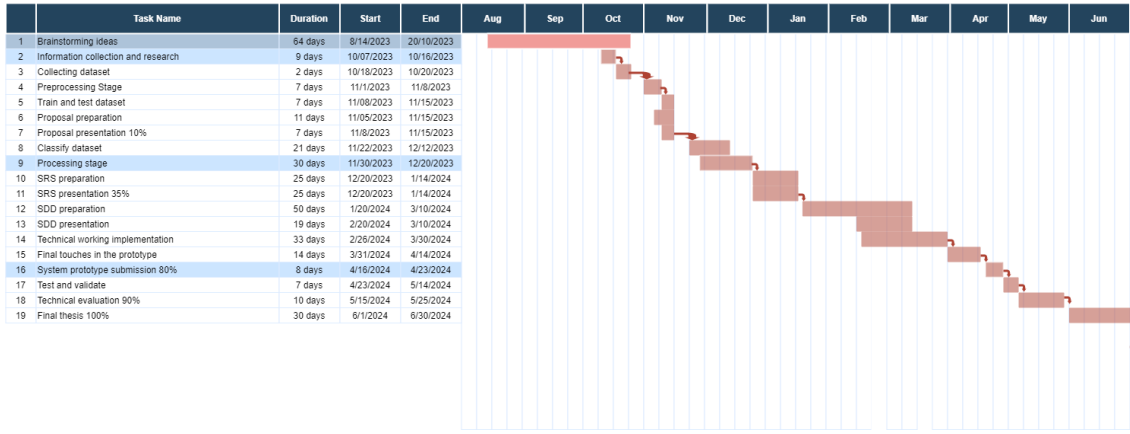 Task Name Duration Start End Aug Sep Oct Nov Dec Jan Feb Mar Apr May Jun
1 Brainstorming ideas 64 days 8/14/2023 20/10/2023
2 Information collection and research 9 days 10/07/2023 10/16/2023
3 Collecting dataset 2 days 10/18/2023 10/20/2023
4 Preprocessing Stage 7 days 11/1/2023 11/8/2023
5 Train and test dataset 7 days 11/08/2023 11/15/2023
6 Proposal preparation 11 days 11/05/2023 11/15/2023
7 Proposal presentation 10% 7 days 11/8/2023 11/15/2023
8 Classify dataset 21 days 11/22/2023 12/12/2023
9 Processing stage 30 days 11/30/2023 12/20/2023
10 SRS preparation 25 days 12/20/2023 1/14/2024
11 SRS presentation 35% 25 days 12/20/2023 1/14/2024
12 SDD preparation 50 days 1/20/2024 3/10/2024
13 SDD presentation 19 days 2/20/2024 3/10/2024
14 Technical working implementation 33 days 2/26/2024 3/30/2024
15 Final touches in the prototype 14 days 3/31/2024 4/14/2024
16 System prototype submission 80% 8 days 4/16/2024 4/23/2024
17 Test and validate 7 days 4/23/2024 5/14/2024
18 Technical evaluation 90% 10 days 5/15/2024 5/25/2024
19 Final thesis 100% 30 days 6/1/2024 6/30/2024